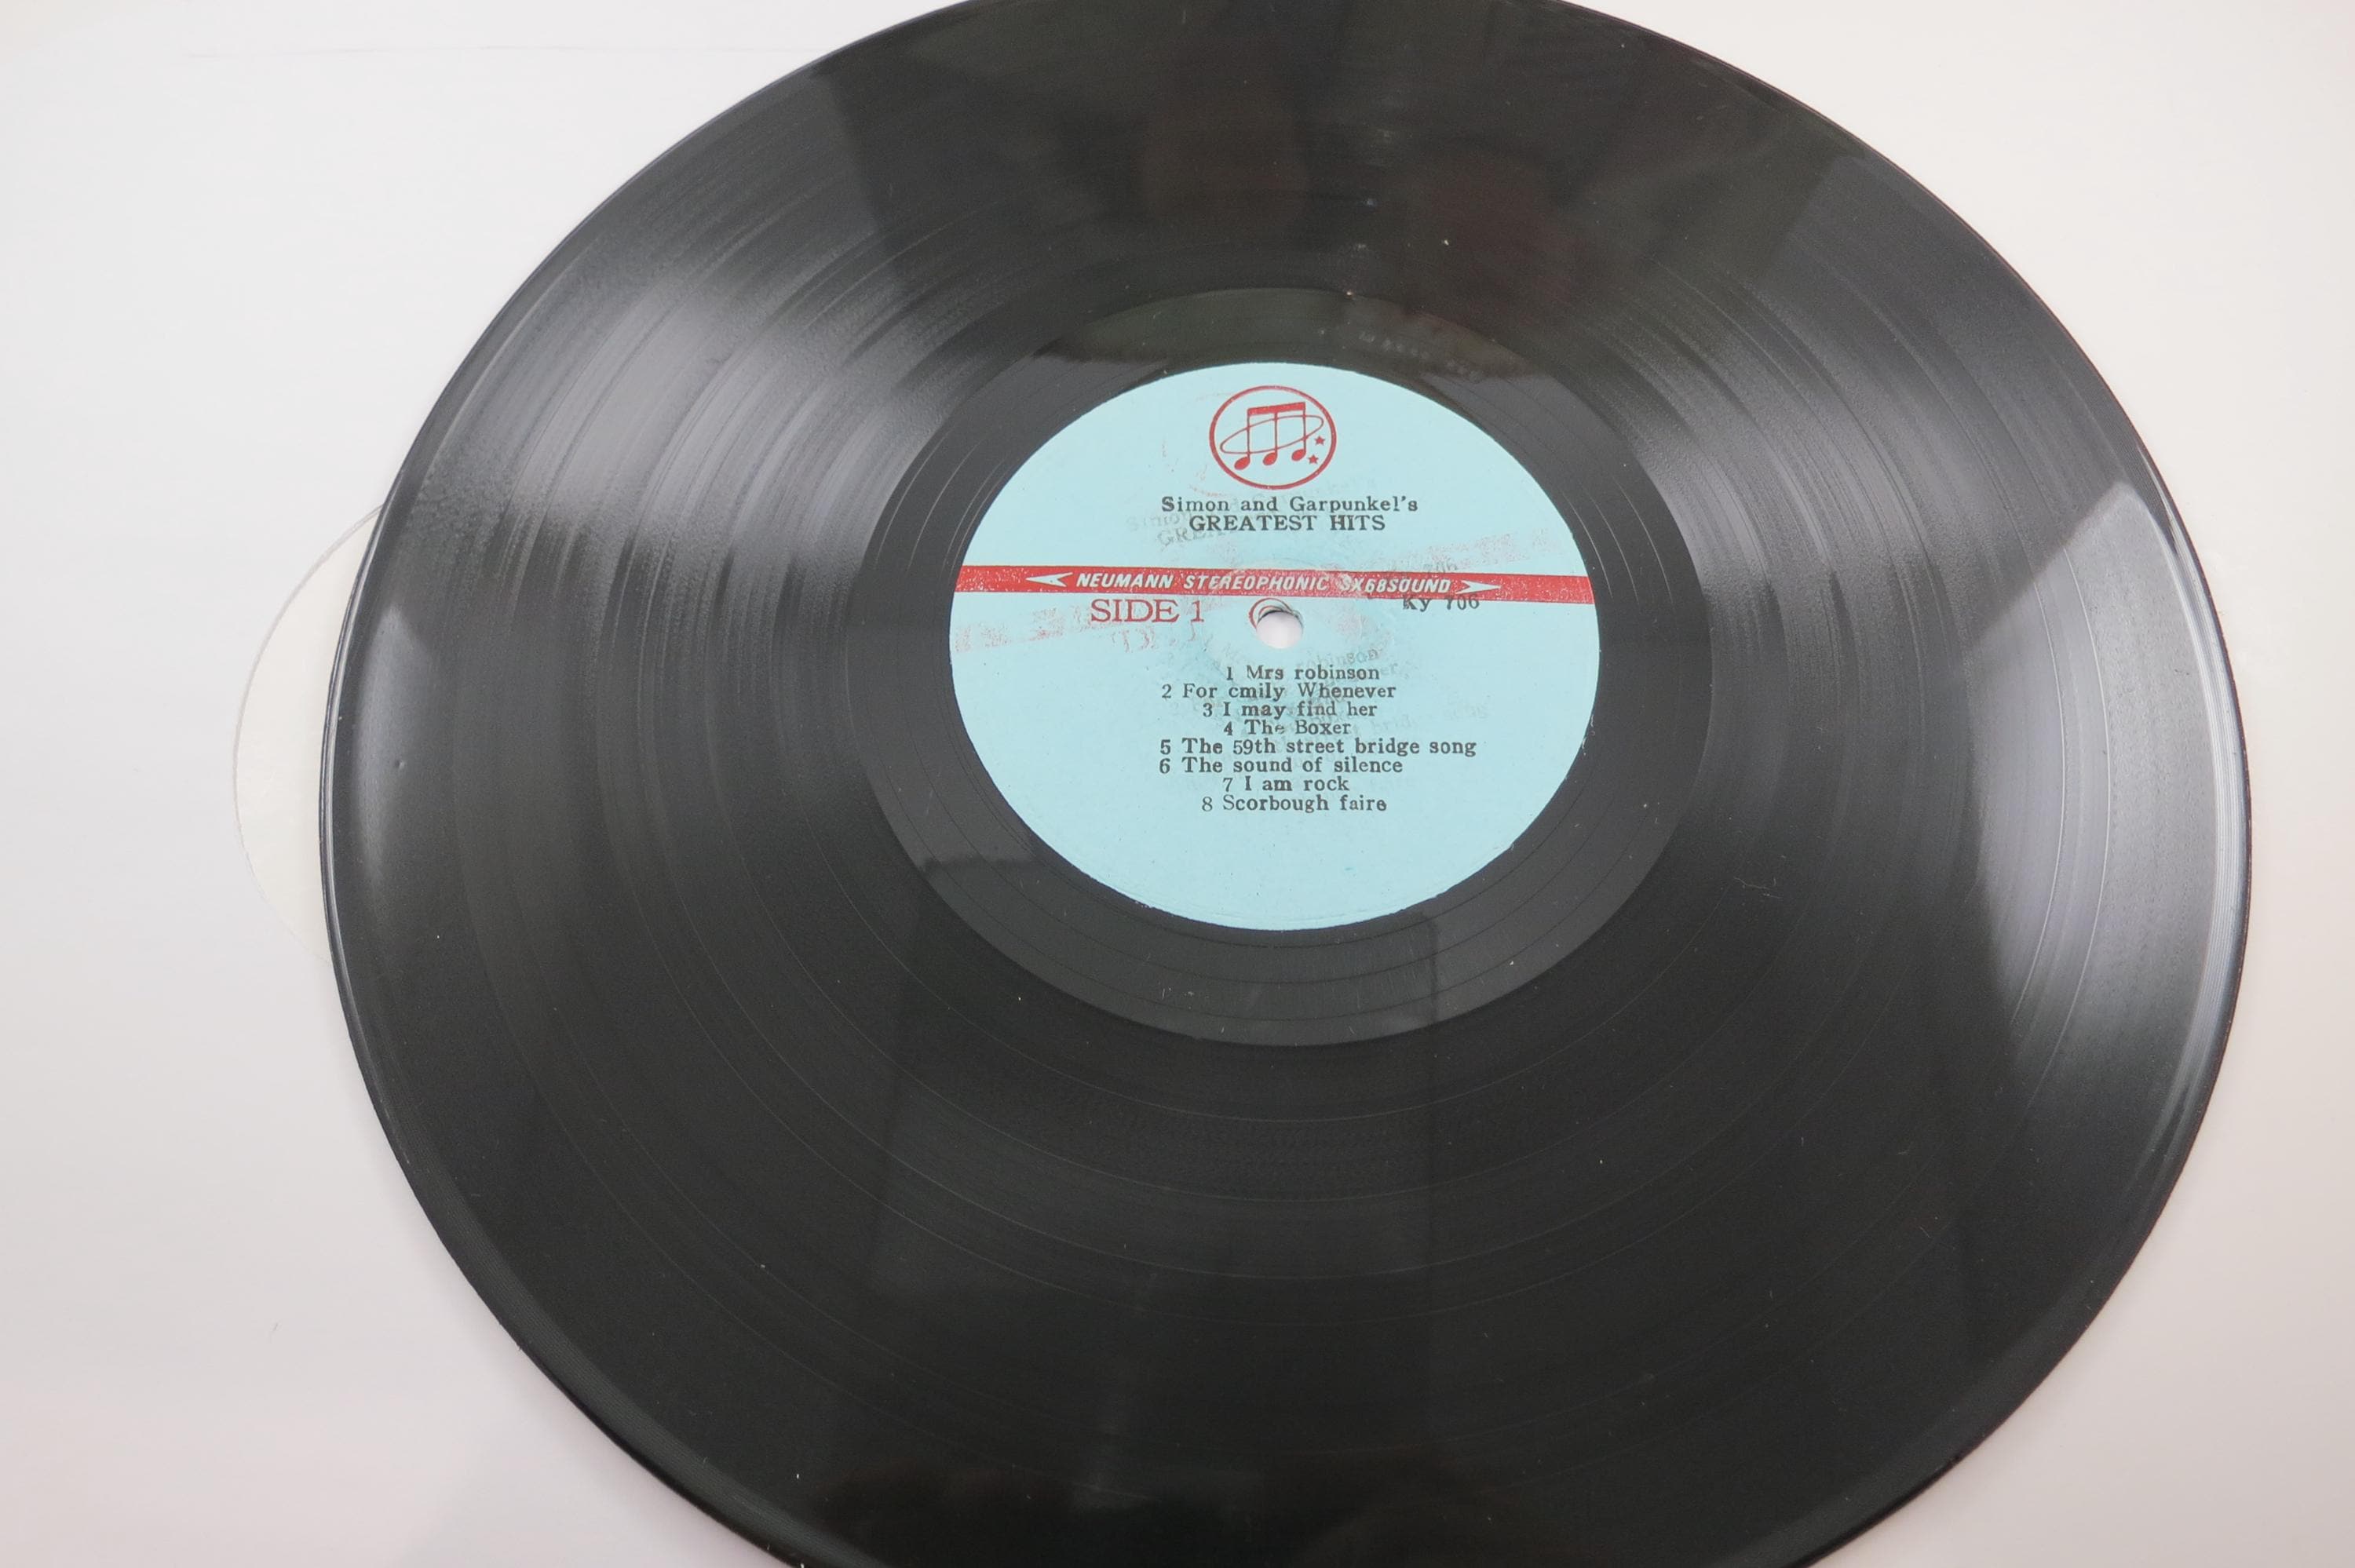 Simon and Garpunkel's
GREATEST HITS
NEUMANN STEREOPHONIC SX68SOUND
SIDE 1
Ky 706
1 Mrs robinson
2 For cmily Whenever
3 I may find her
4 The Boxer
5 The 59th street bridge song
6 The sound of silence
7 I am rock
8 Scorbough faire